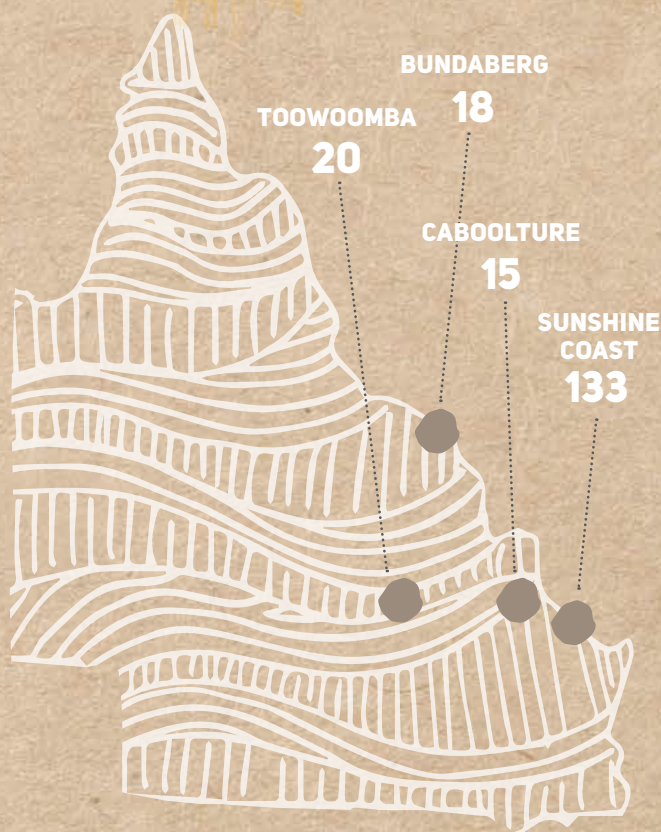 BUNDABERG
18
TOOWOOMBA
20
CABOOLTURE
15
SUNSHINE
COAST
133